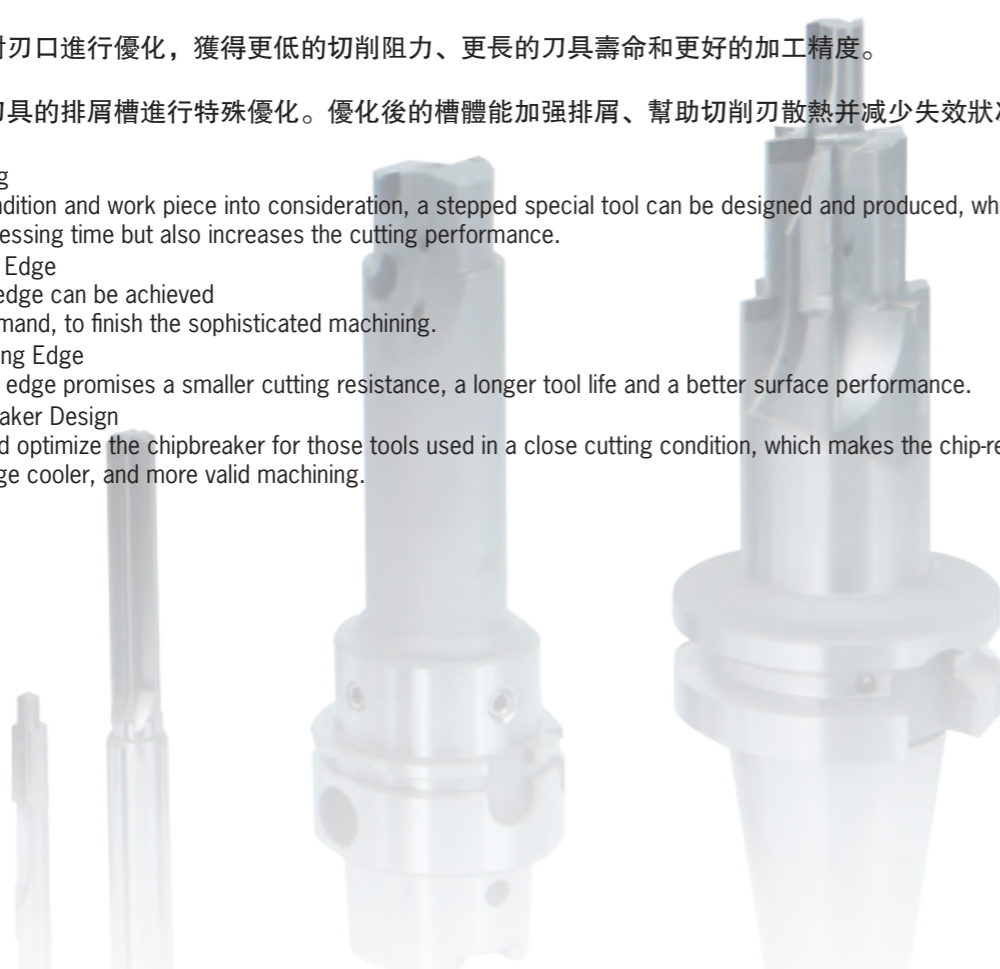 刃口進行優化，獲得更低的切削阻力、更長的刀具壽命和更好的加工精度。
具的排屑槽進行特殊優化。優化後的槽體能加强排屑、幫助切削刃散熱并减少失效狀
g
dition and work piece into consideration, a stepped special tool can be designed and produced, wh
essing time but also increases the cutting performance.
Edge
edge can be achieved
mand, to finish the sophisticated machining.
ng Edge
edge promises a smaller cutting resistance, a longer tool life and a better surface performance.
aker Design
d optimize the chipbreaker for those tools used in a close cutting condition, which makes the chip-re
ge cooler, and more valid machining.